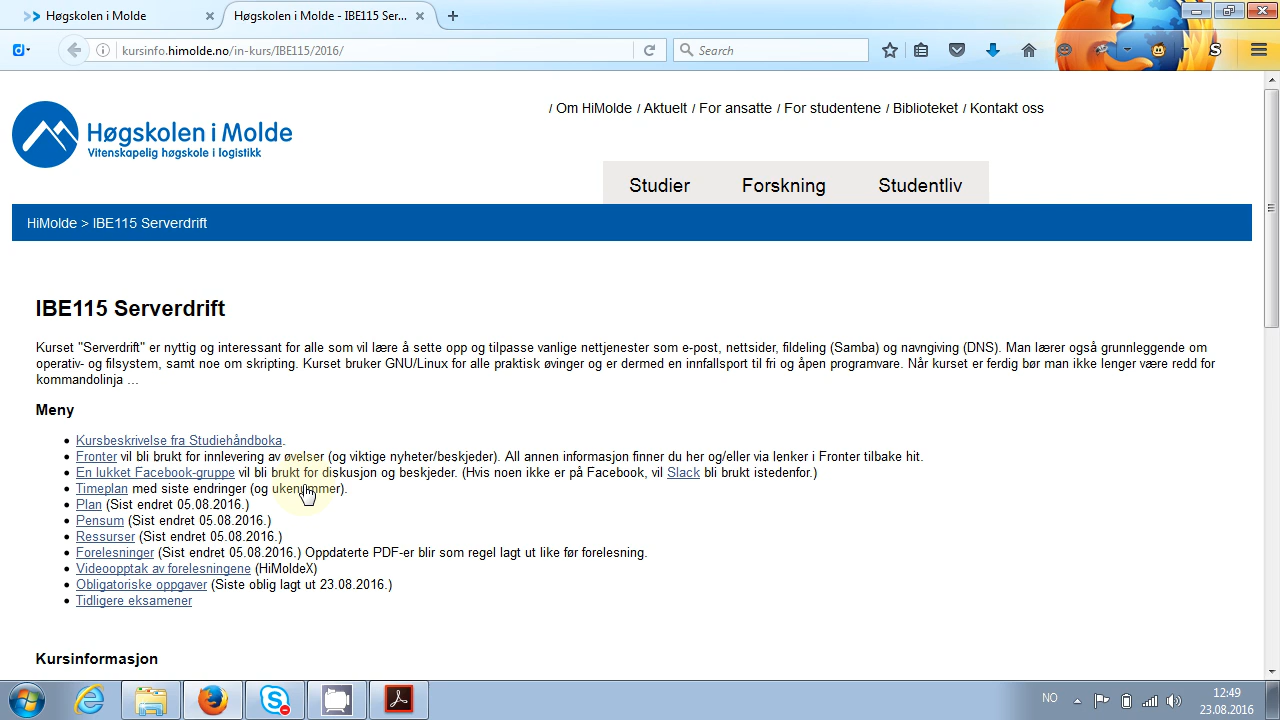 Høgskolen i Molde
Høgskolen i Molde - IBE115 Ser...
kursinfo.himolde.no/in-kurs/IBE115/2016/
Search
S
Høgskolen i Molde
Vitenskapelig høgskole i logistikk
/ Om HiMolde / Aktuelt / For ansatte / For studentene / Biblioteket / Kontakt oss
Studier
Forskning
Studentliv
HiMolde > IBE115 Serverdrift
IBE115 Serverdrift
Kurset "Serverdrift" er nyttig og interessant for alle som vil lære å sette opp og tilpasse vanlige nettjenester som e-post, nettsider, fildeling (Samba) og navngiving (DNS). Man lærer også grunnleggende om
operativ- og filsystem, samt noe om skripting. Kurset bruker GNU/Linux for alle praktisk øvinger og er dermed en innfallsport til fri og åpen programvare. Når kurset er ferdig bør man ikke lenger være redd for
kommandolinja ...
Meny
• Kursbeskrivelse fra Studiehåndboka.
• Fronter vil bli brukt for innlevering av øvelser (og viktige nyheter/beskjeder). All annen informasjon finner du her og/eller via lenker i Fronter tilbake hit.
• En lukket Facebook-gruppe vil bli brukt for diskusjon og beskjeder. (Hvis noen ikke er på Facebook, vil Slack bli brukt istedenfor.)
• Timeplan med siste endringer (og ukenummer).
• Plan (Sist endret 05.08.2016.)
• Pensum (Sist endret 05.08.2016.)
• Ressurser (Sist endret 05.08.2016.)
• Forelesninger (Sist endret 05.08.2016.) Oppdaterte PDF-er blir som regel lagt ut like før forelesning.
• Videoopptak av forelesningene (HiMoldeX)
• Obligatoriske oppgaver (Siste oblig lagt ut 23.08.2016.)
• Tidligere eksamener
Kursinformasjon
NO
12:49
23.08.2016